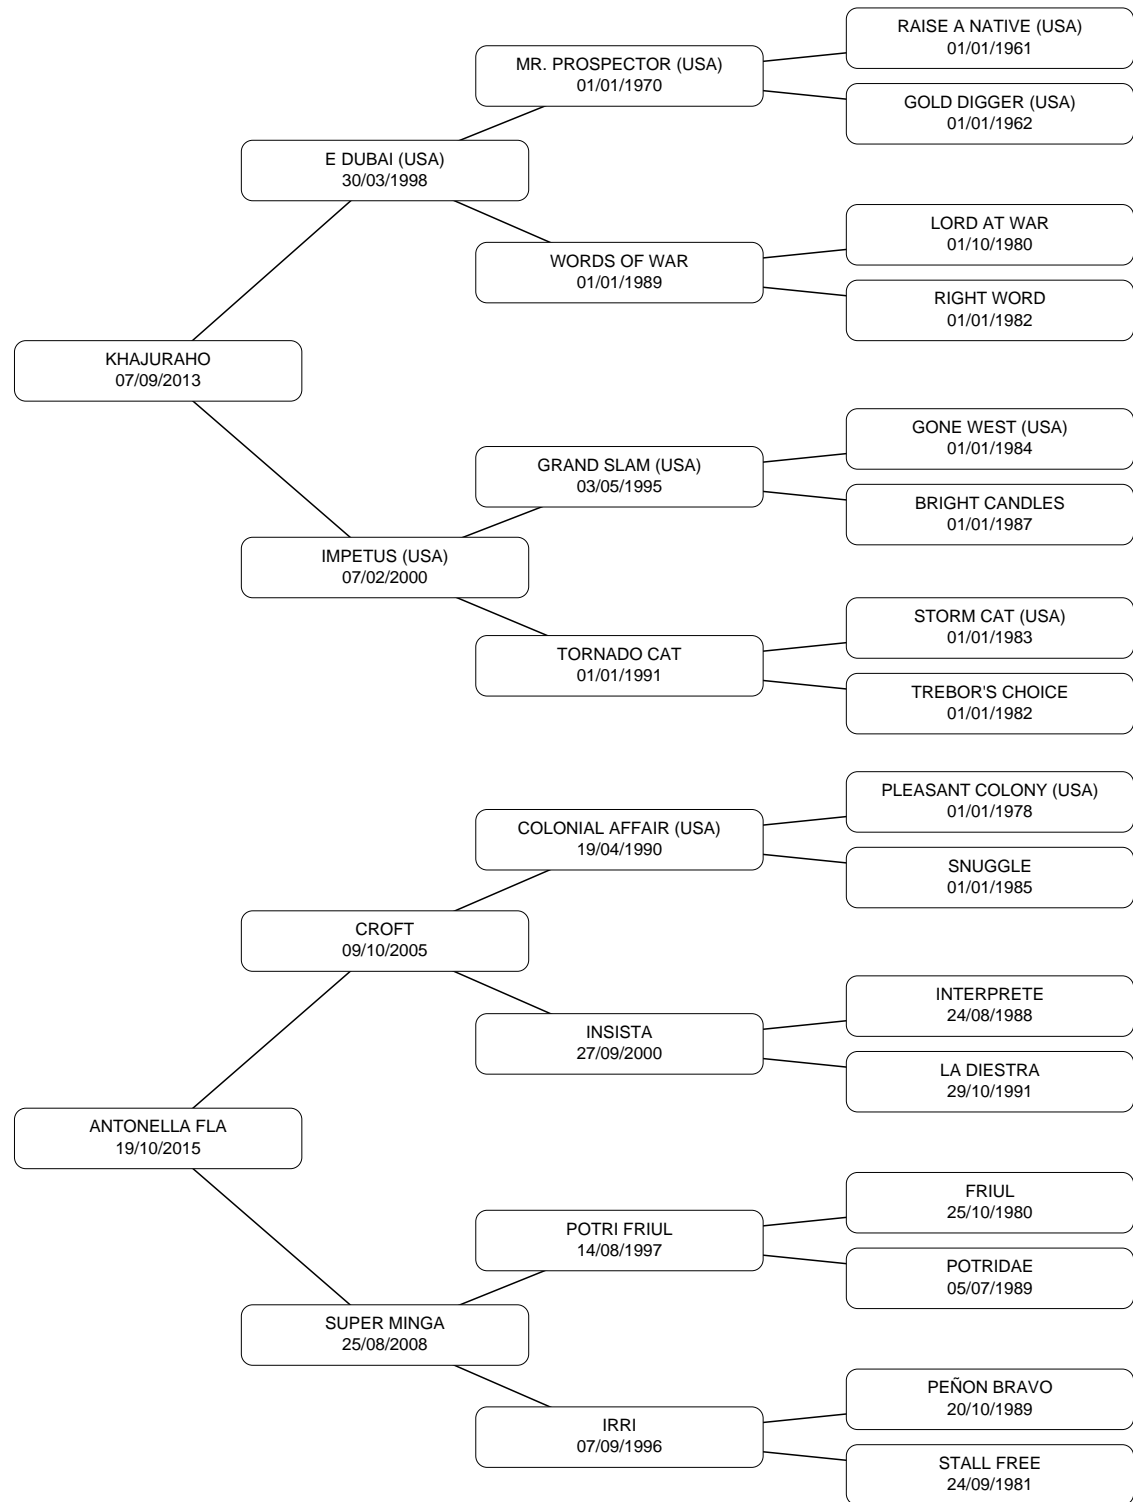 RAISE A NATIVE (USA)
01/01/1961
MR. PROSPECTOR (USA)
01/01/1970
GOLD DIGGER (USA)
01/01/1962
E DUBAI (USA)
30/03/1998
LORD AT WAR
01/10/1980
WORDS OF WAR
01/01/1989
RIGHT WORD
01/01/1982
KHAJURAHO
07/09/2013
GONE WEST (USA)
01/01/1984
GRAND SLAM (USA)
03/05/1995
BRIGHT CANDLES
01/01/1987
IMPETUS (USA)
07/02/2000
STORM CAT (USA)
01/01/1983
TORNADO CAT
01/01/1991
TREBOR'S CHOICE
01/01/1982
PLEASANT COLONY (USA)
01/01/1978
COLONIAL AFFAIR (USA)
19/04/1990
SNUGGLE
01/01/1985
CROFT
09/10/2005
INTERPRETE
24/08/1988
INSISTA
27/09/2000
LA DIESTRA
29/10/1991
ANTONELLA FLA
19/10/2015
FRIUL
25/10/1980
POTRI FRIUL
14/08/1997
POTRIDAE
05/07/1989
SUPER MINGA
25/08/2008
PEÑON BRAVO
20/10/1989
IRRI
07/09/1996
STALL FREE
24/09/1981